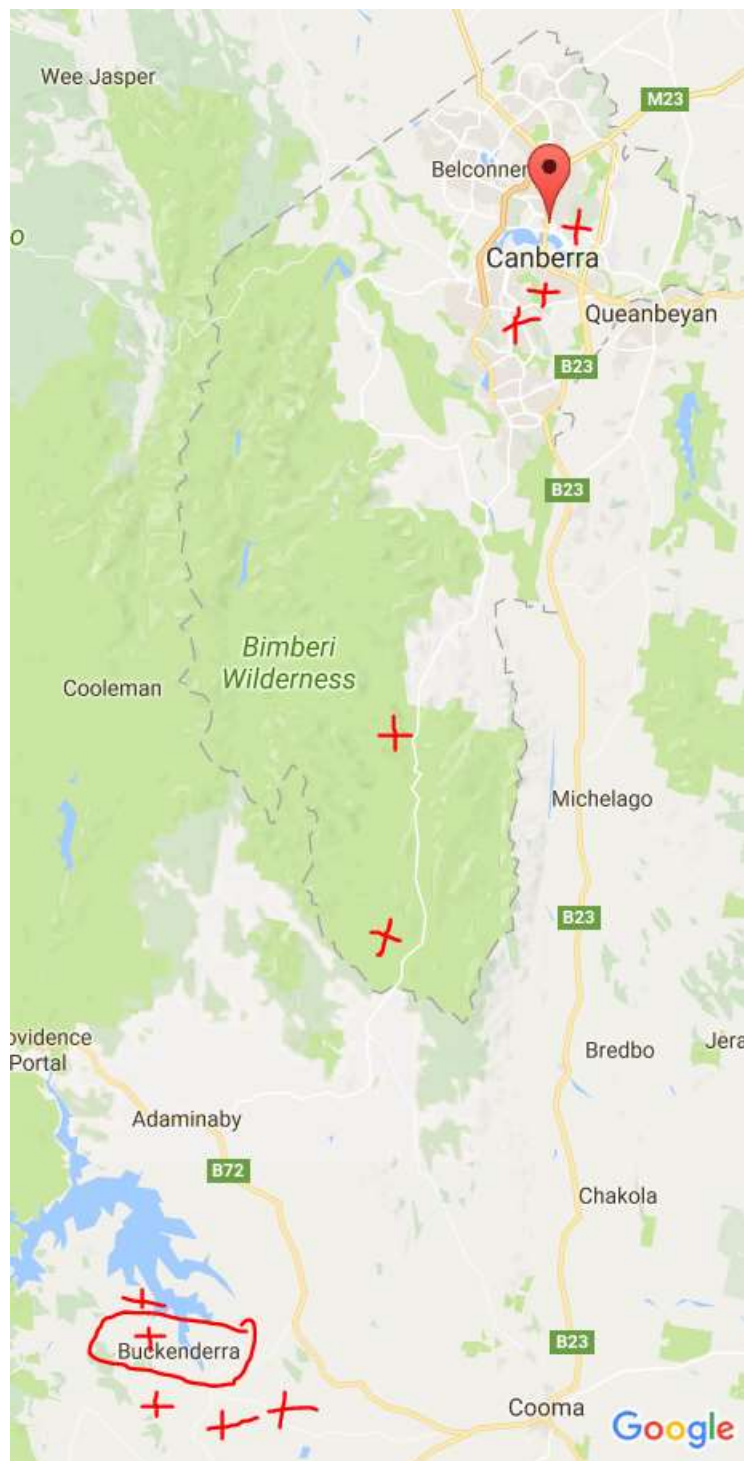 Wee Jasper
M23
Belconner
o
Canberra
Queanbeyan
B23
B23
Bimberi
Wilderness
Cooleman
Michelago
B23
ovidence
Portal
Bredbo
Jera
Adaminaby
B72
Chakola
Buckenderra
B23
Cooma
Google